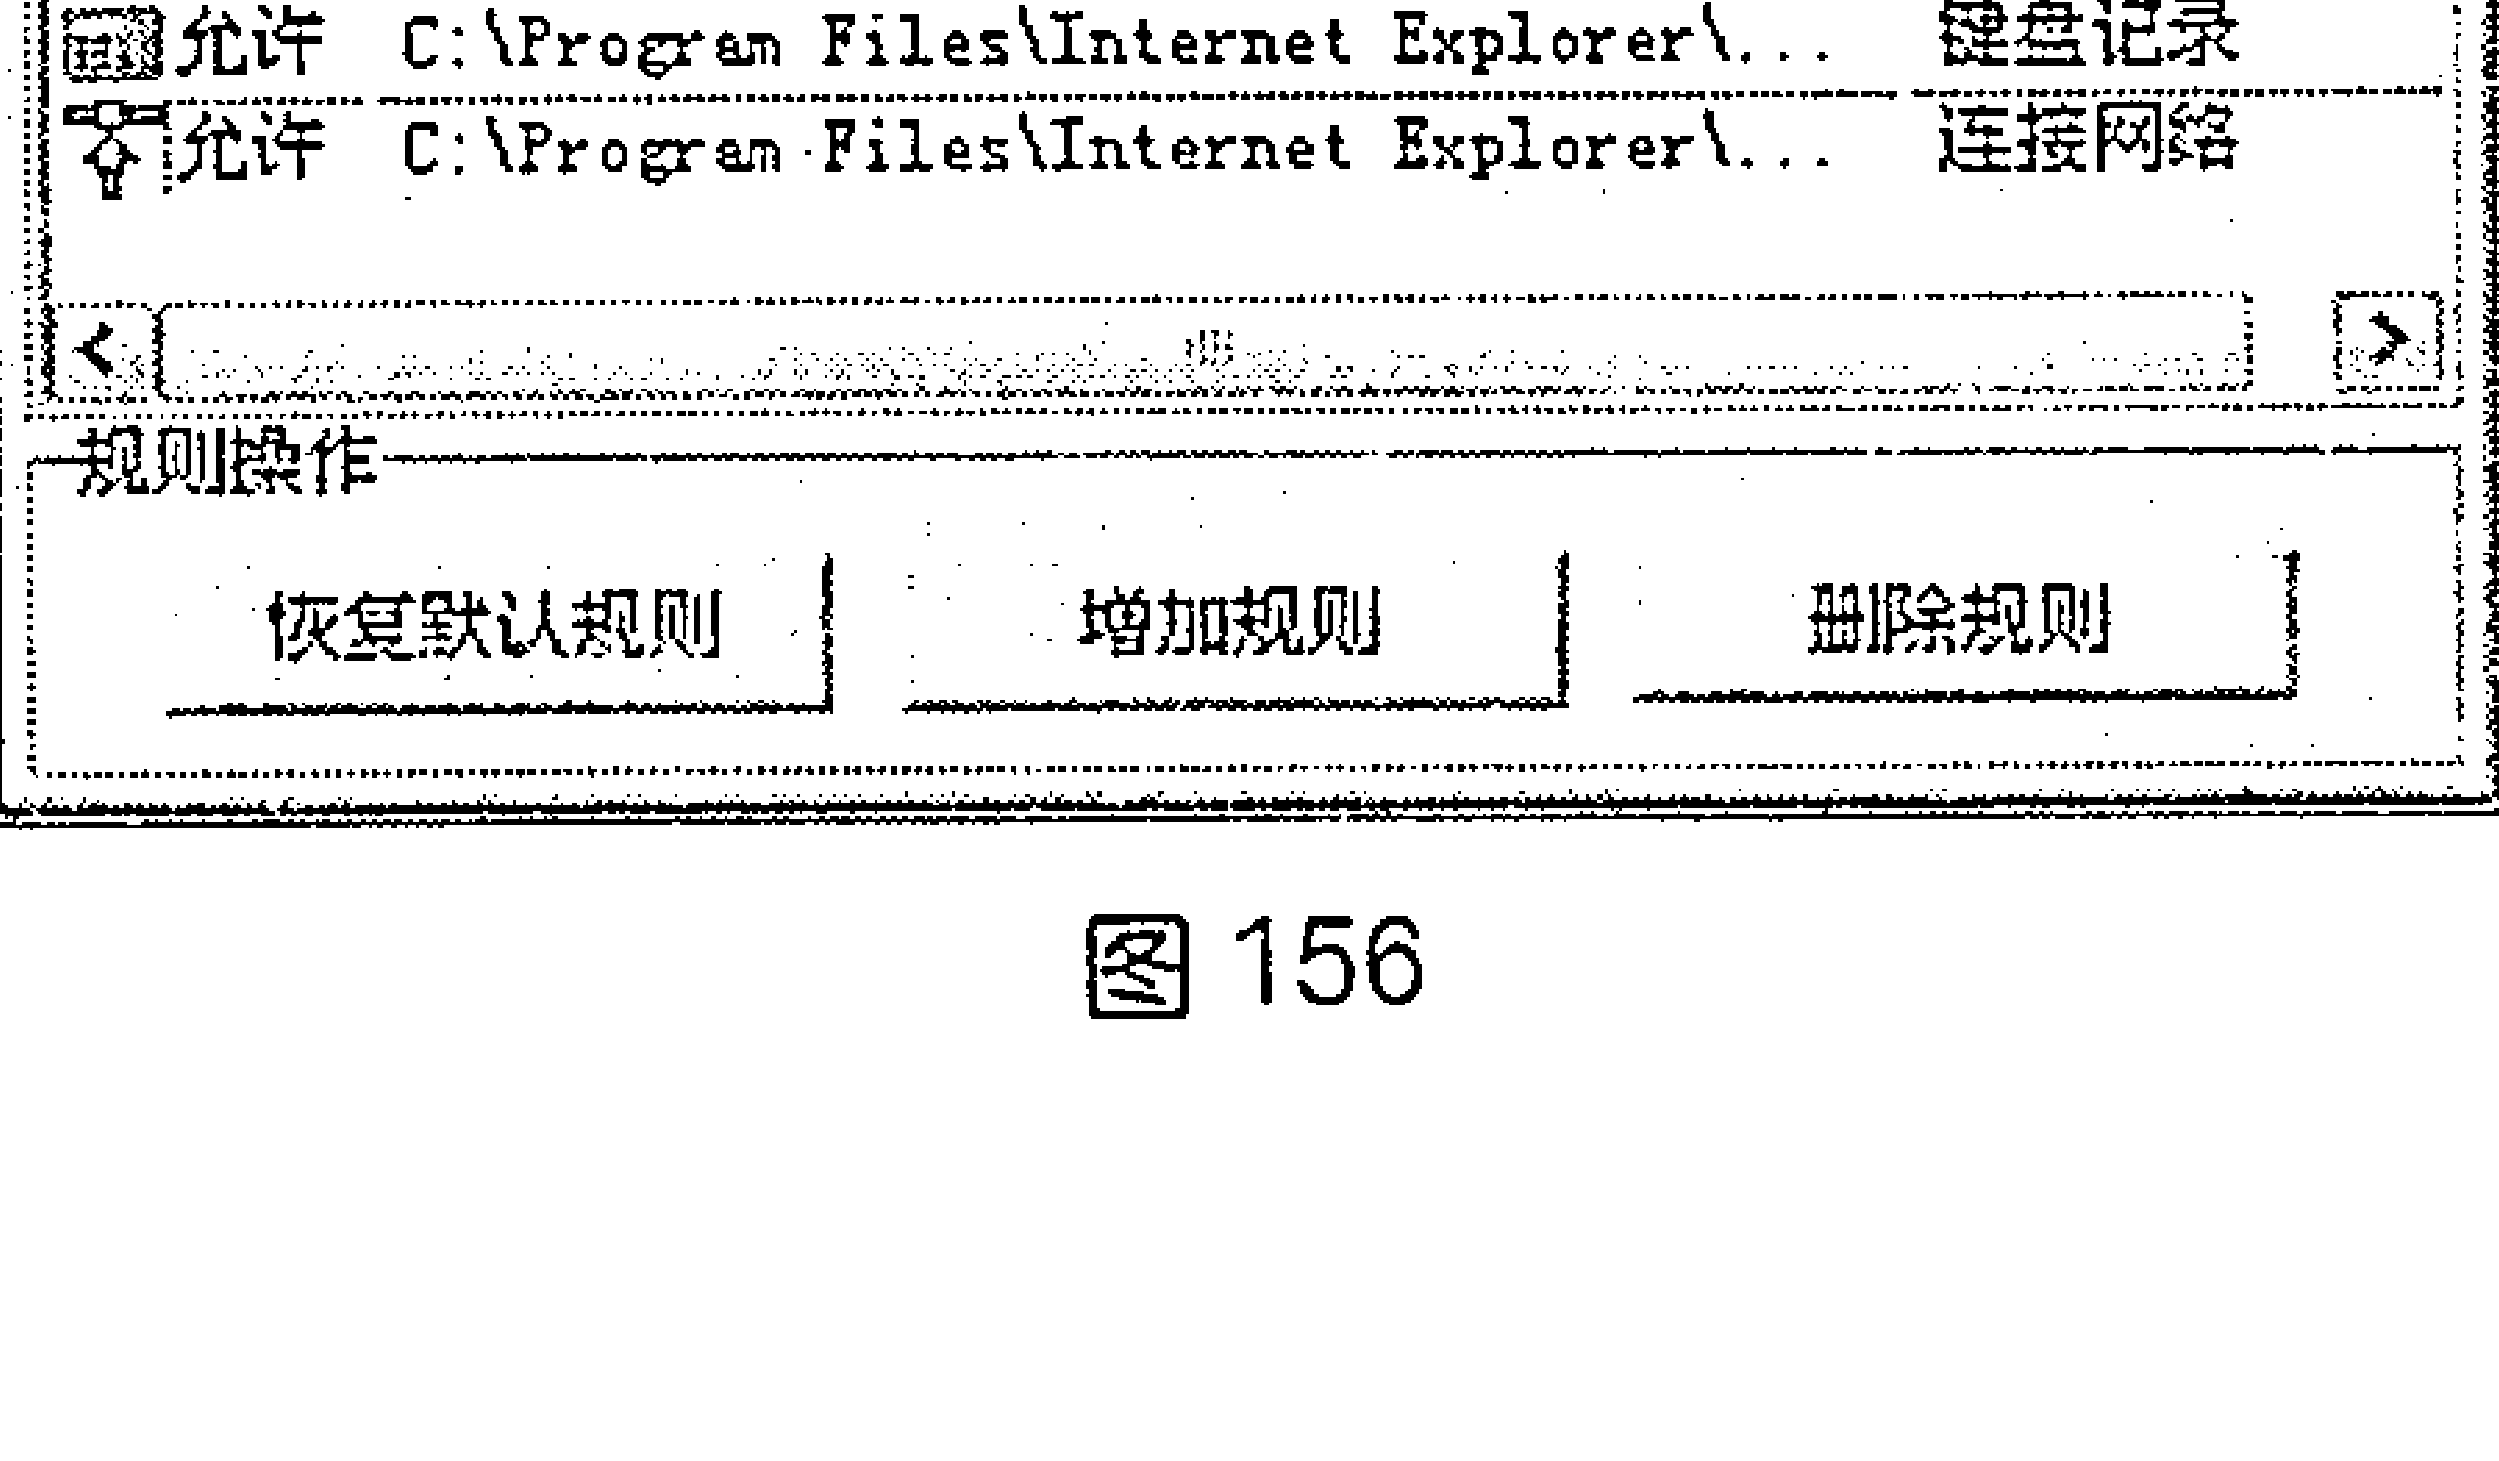 允许 C:\Program Files\Internet Explorer\... 键盘记录
允许 C:\Program Files\Internet Explorer\... 连接网络
规则操作
恢复默认规则 增加规则 删除规则
图 156